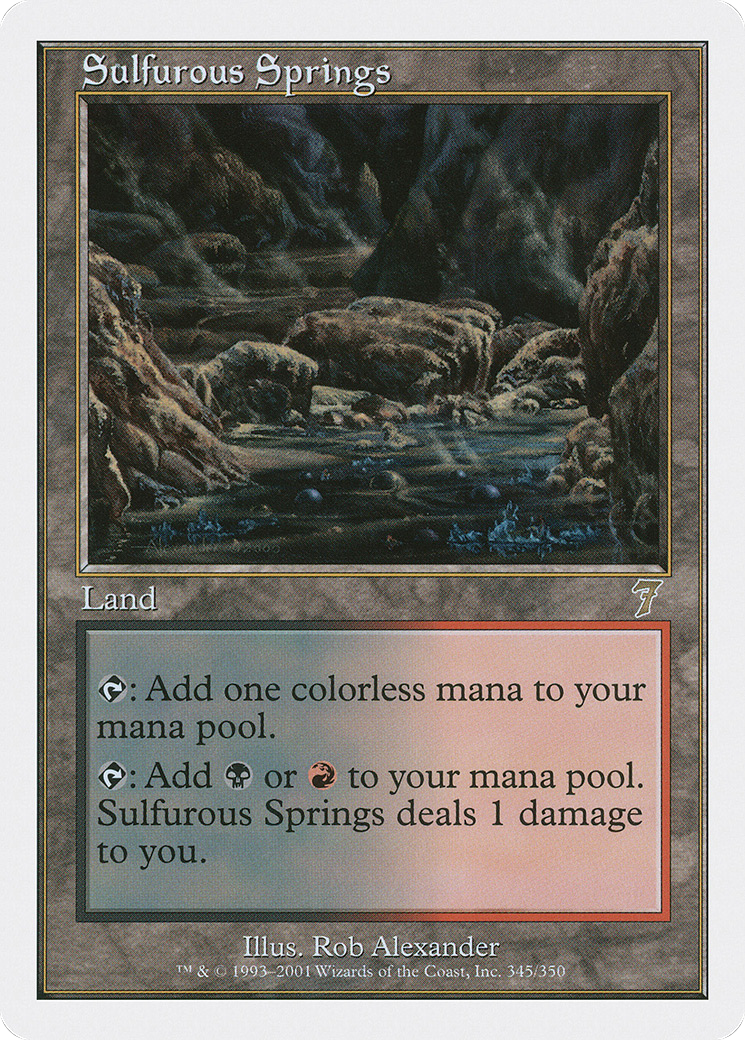 Sulfurous Springs
Land
7
: Add one colorless mana to your
mana pool.
: Add or to your mana pool.
Sulfurous Springs deals 1 damage
to you.
Illus. Rob Alexander
™ & © 1993–2001 Wizards of the Coast, Inc. 345/350